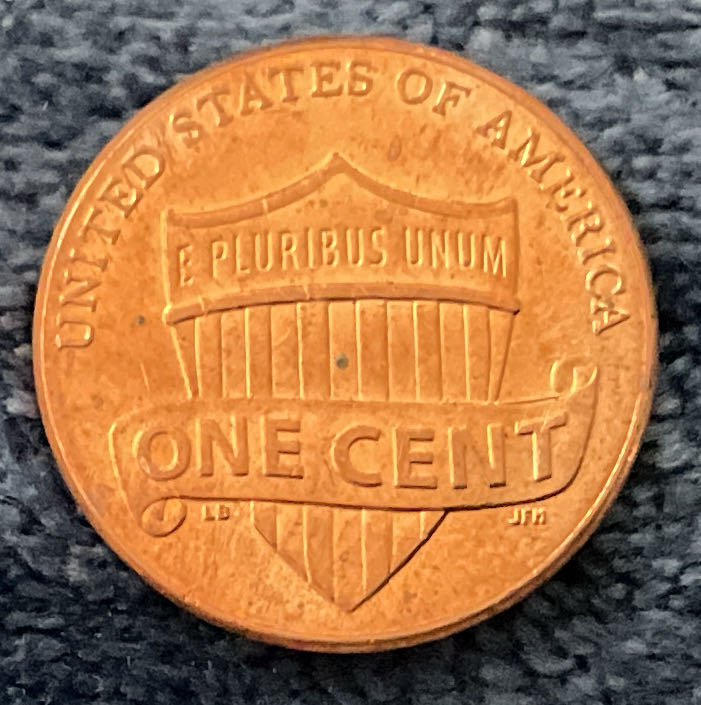 UNITED STATES OF AMERICA
E PLURIBUS UNUM
ONE CENT
LB
JFM